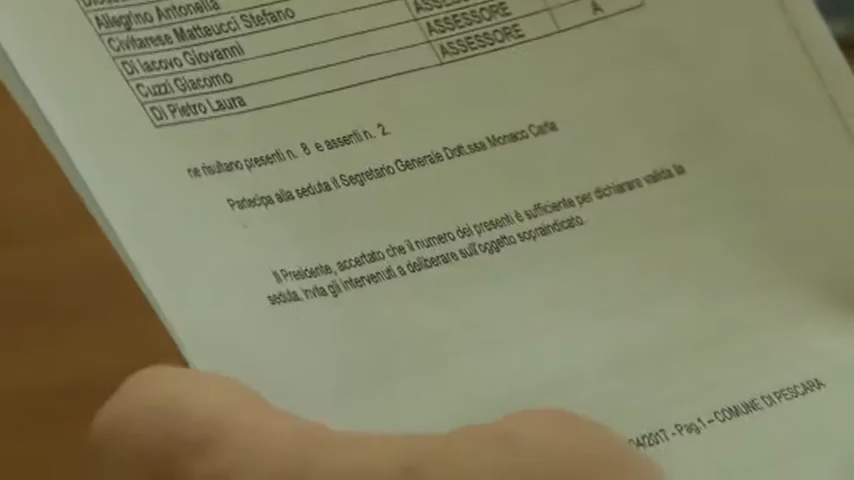 Allegrino Antonella ASSESSORE
Civitarese Matteucci Stefano ASSESSORE
Di Iacovo Giovanni ASSESSORE A
Cuzzi Giacomo
Di Pietro Laura
ne risultano presenti n. 8 e assenti n. 2.
Partecipa alla seduta il Segretario Generale Dott.ssa Monaco Carla
Il Presidente, accertato che il numero dei presenti è sufficiente per dichiarare valida la
seduta, invita gli intervenuti a deliberare sull'oggetto sopraindicato.
04/2017 - Pag.1 – COMUNE DI PESCARA